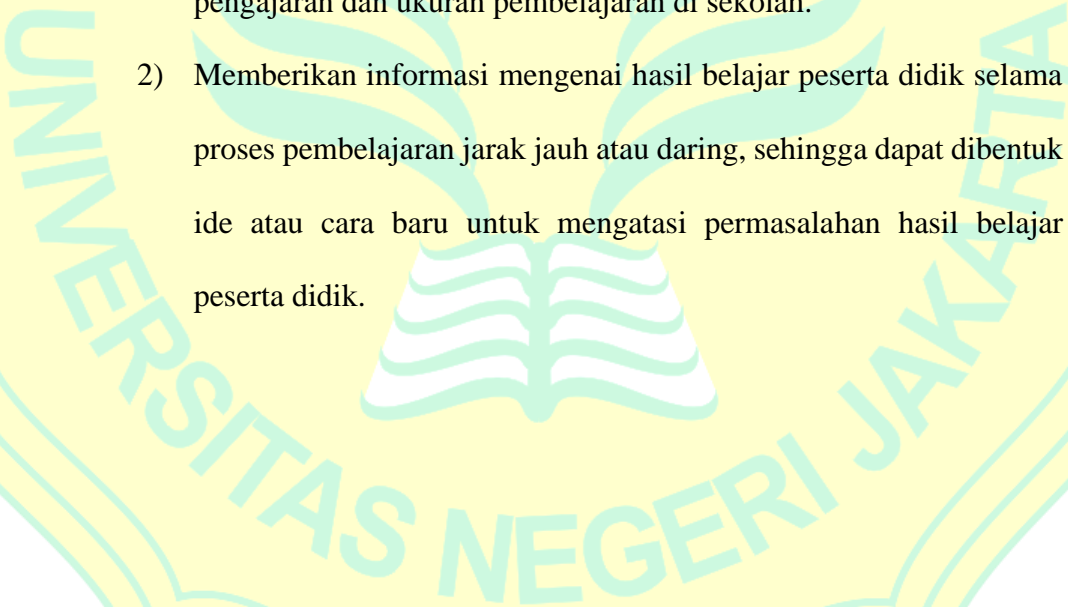 pengajaran dan ukuran pembelajaran di sekolah.
2) Memberikan informasi mengenai hasil belajar peserta didik selama
proses pembelajaran jarak jauh atau daring, sehingga dapat dibentuk
ide atau cara baru untuk mengatasi permasalahan hasil belajar
peserta didik.
UNIVERSITAS NEGERI JAKARTA